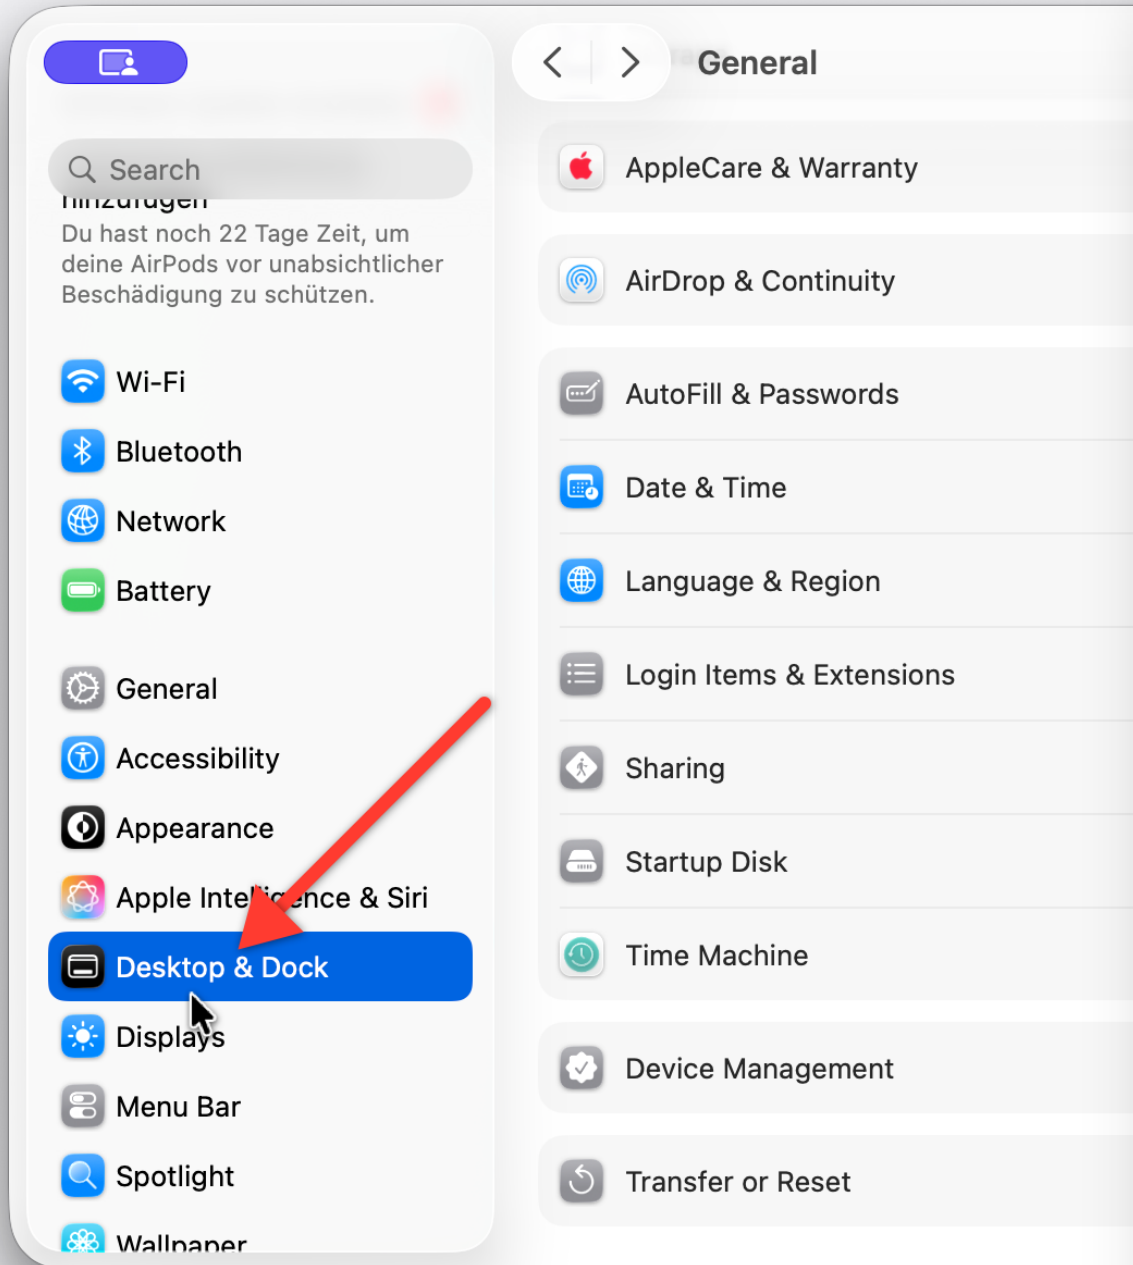 General
Search
hinzufügen
Du hast noch 22 Tage Zeit, um
deine AirPods vor unabsichtlicher
Beschädigung zu schützen.
Wi-Fi
Bluetooth
Network
Battery
General
Accessibility
Appearance
Apple Intelligence & Siri
Desktop & Dock
Displays
Menu Bar
Spotlight
Wallpaper
AppleCare & Warranty
AirDrop & Continuity
AutoFill & Passwords
Date & Time
Language & Region
Login Items & Extensions
Sharing
Startup Disk
Time Machine
Device Management
Transfer or Reset